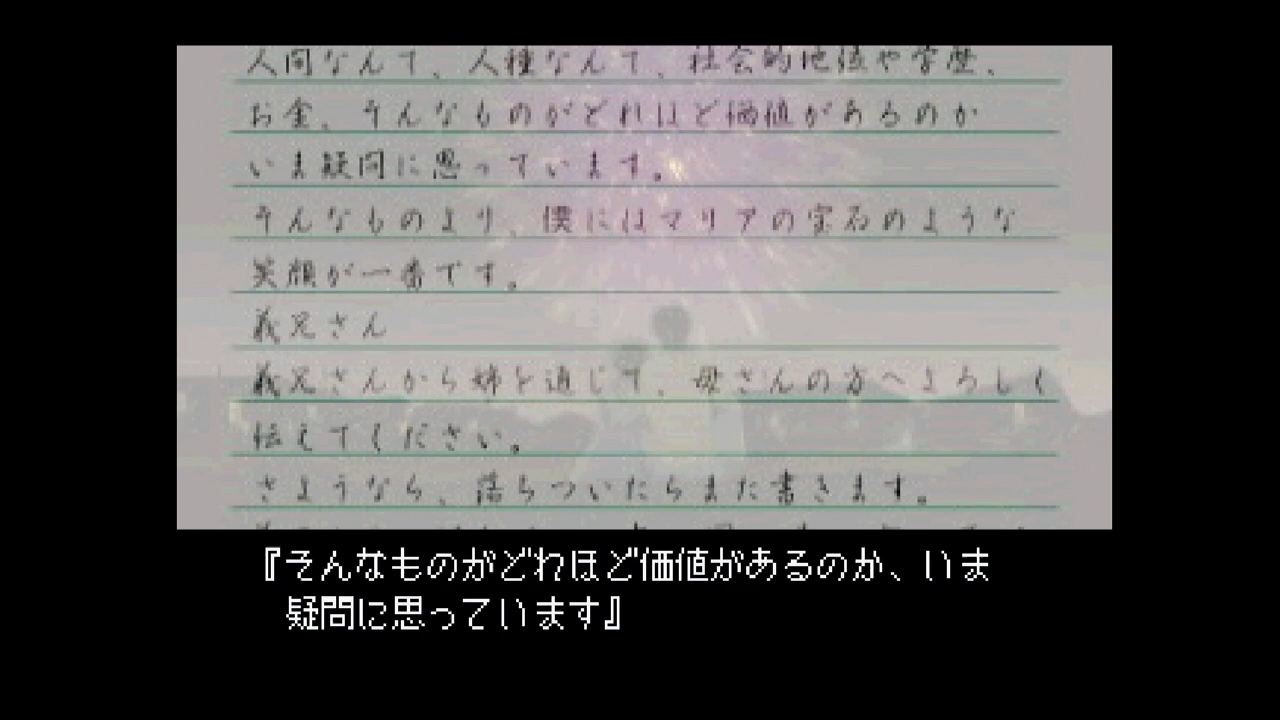 人間なんて、人種なんて、社会的地位や学歴、
お金、そんなものがどれほど価値があるのか
いま疑問に思っています。
そんなものより、僕にはマリアの宝石のような
笑顔が一番です。
義兄さん
義兄さんから姉を通じて、母さんの方へよろしく
伝えてください。
さようなら、落ちついたらまた書きます。
『そんなものがどれほど価値があるのか、いま
疑問に思っています』